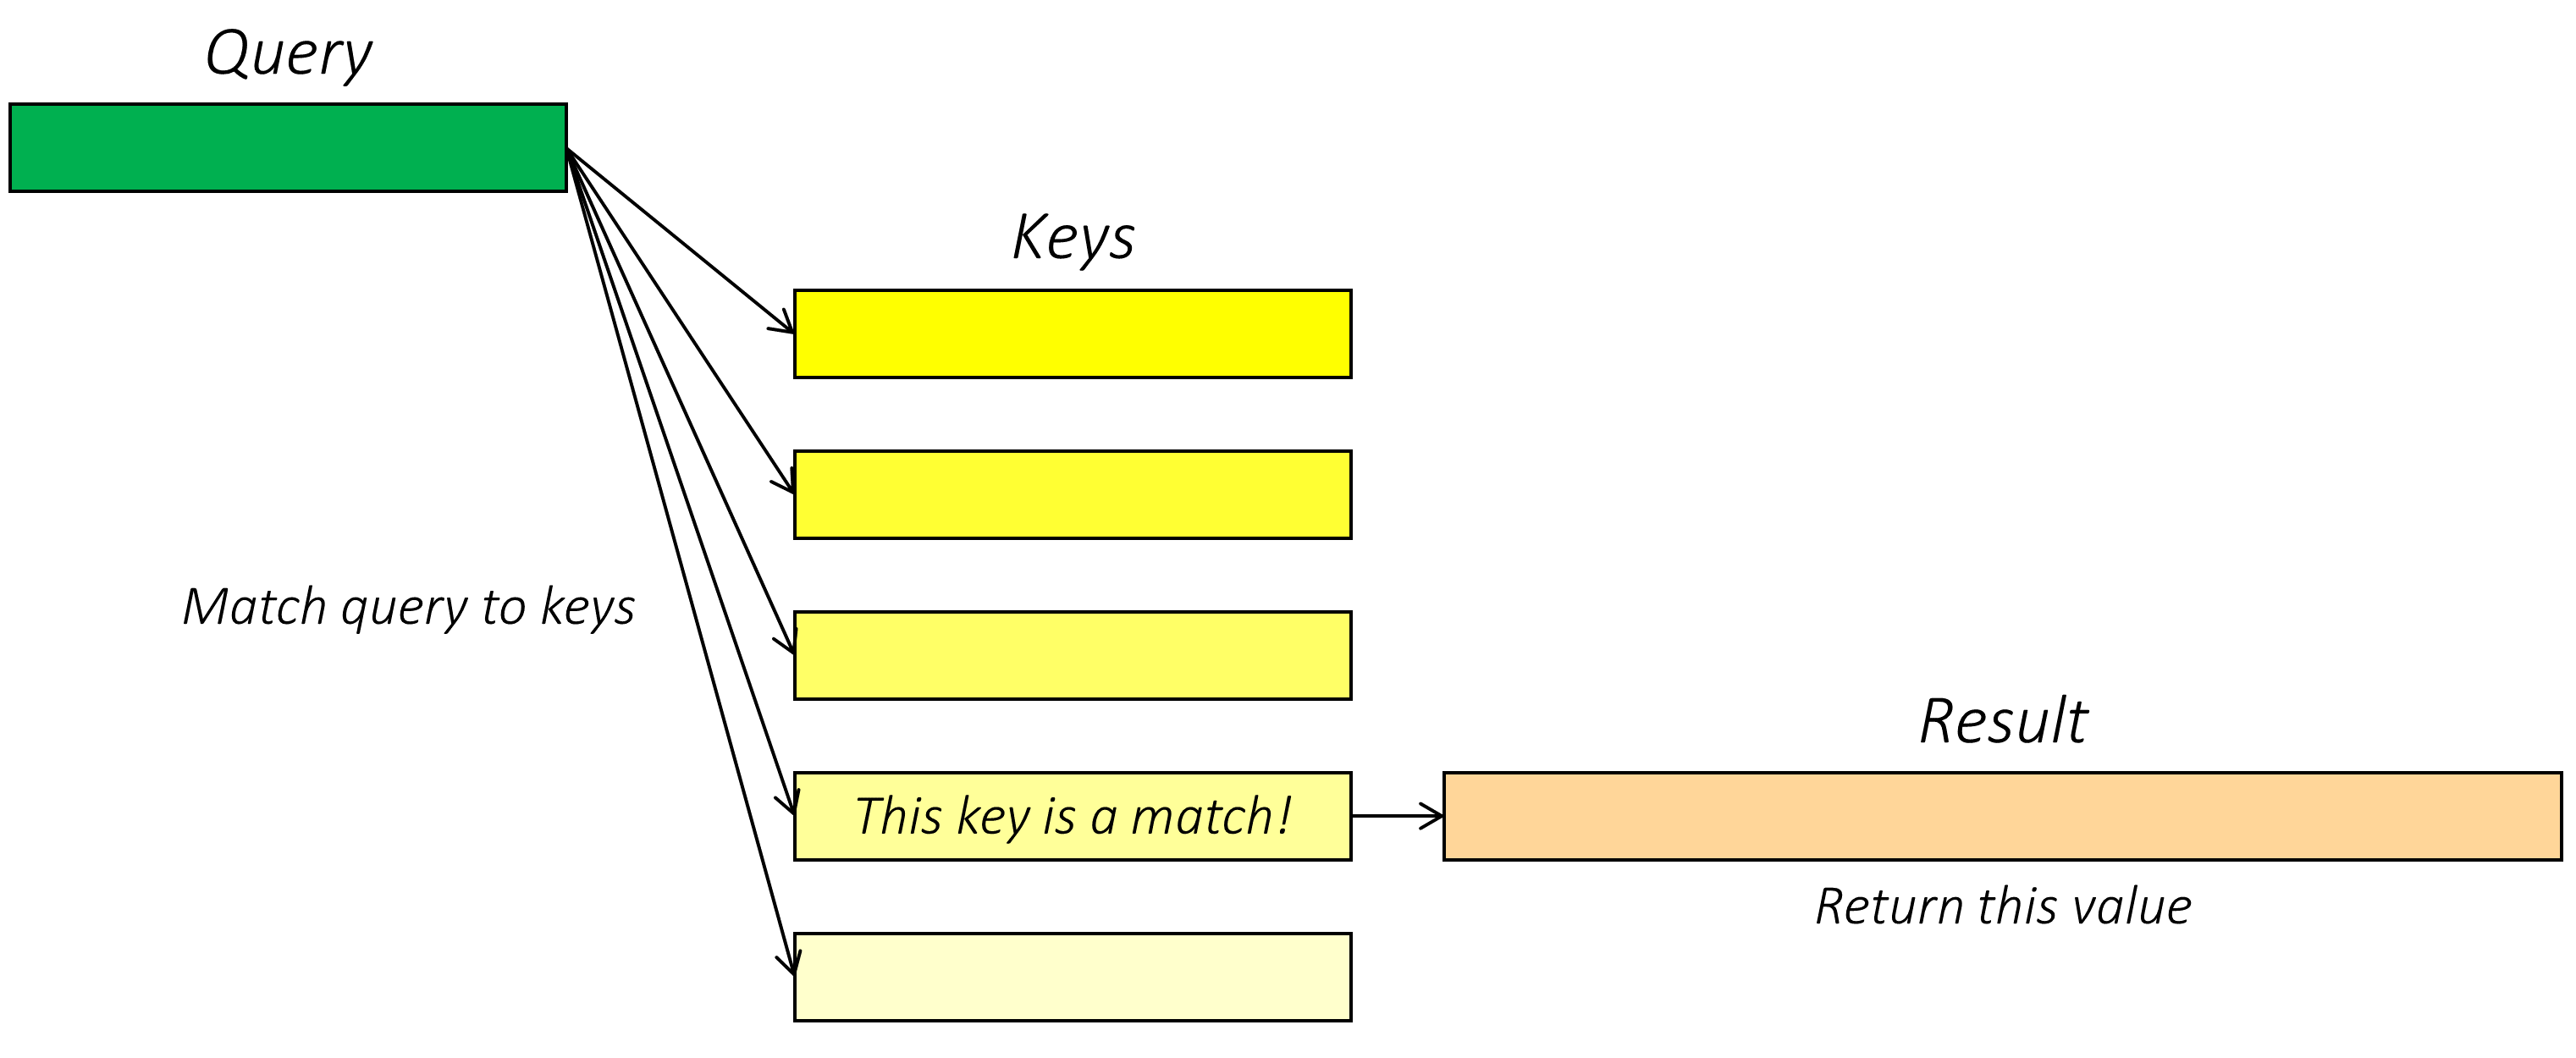 Query
Keys
Match query to keys
Result
This key is a match!
Return this value